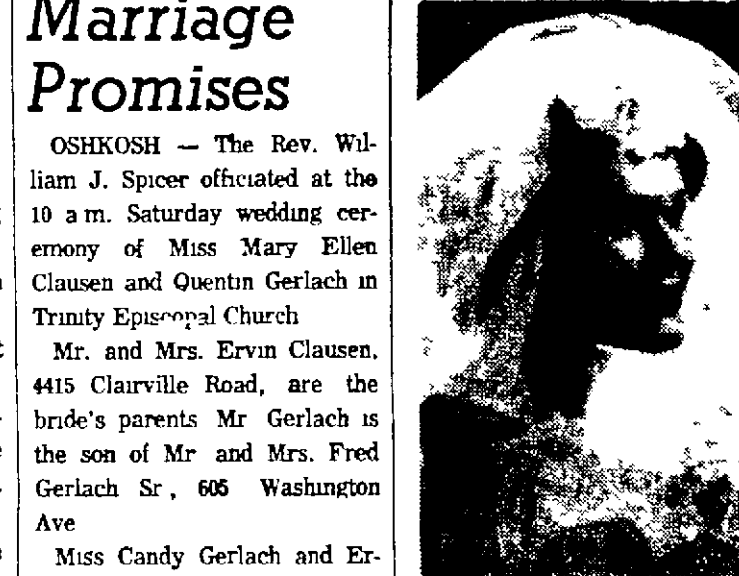 Marriage
Promises
OSHKOSH — The Rev. Wil-
liam J. Spicer officiated at the
10 a m. Saturday wedding cer-
emony of Miss Mary Ellen
Clausen and Quentin Gerlach in
Trinity Episcopal Church
Mr. and Mrs. Ervin Clausen,
4415 Clairville Road, are the
bride's parents Mr Gerlach is
the son of Mr and Mrs. Fred
Gerlach Sr , 605 Washington
Ave
Miss Candy Gerlach and Er-